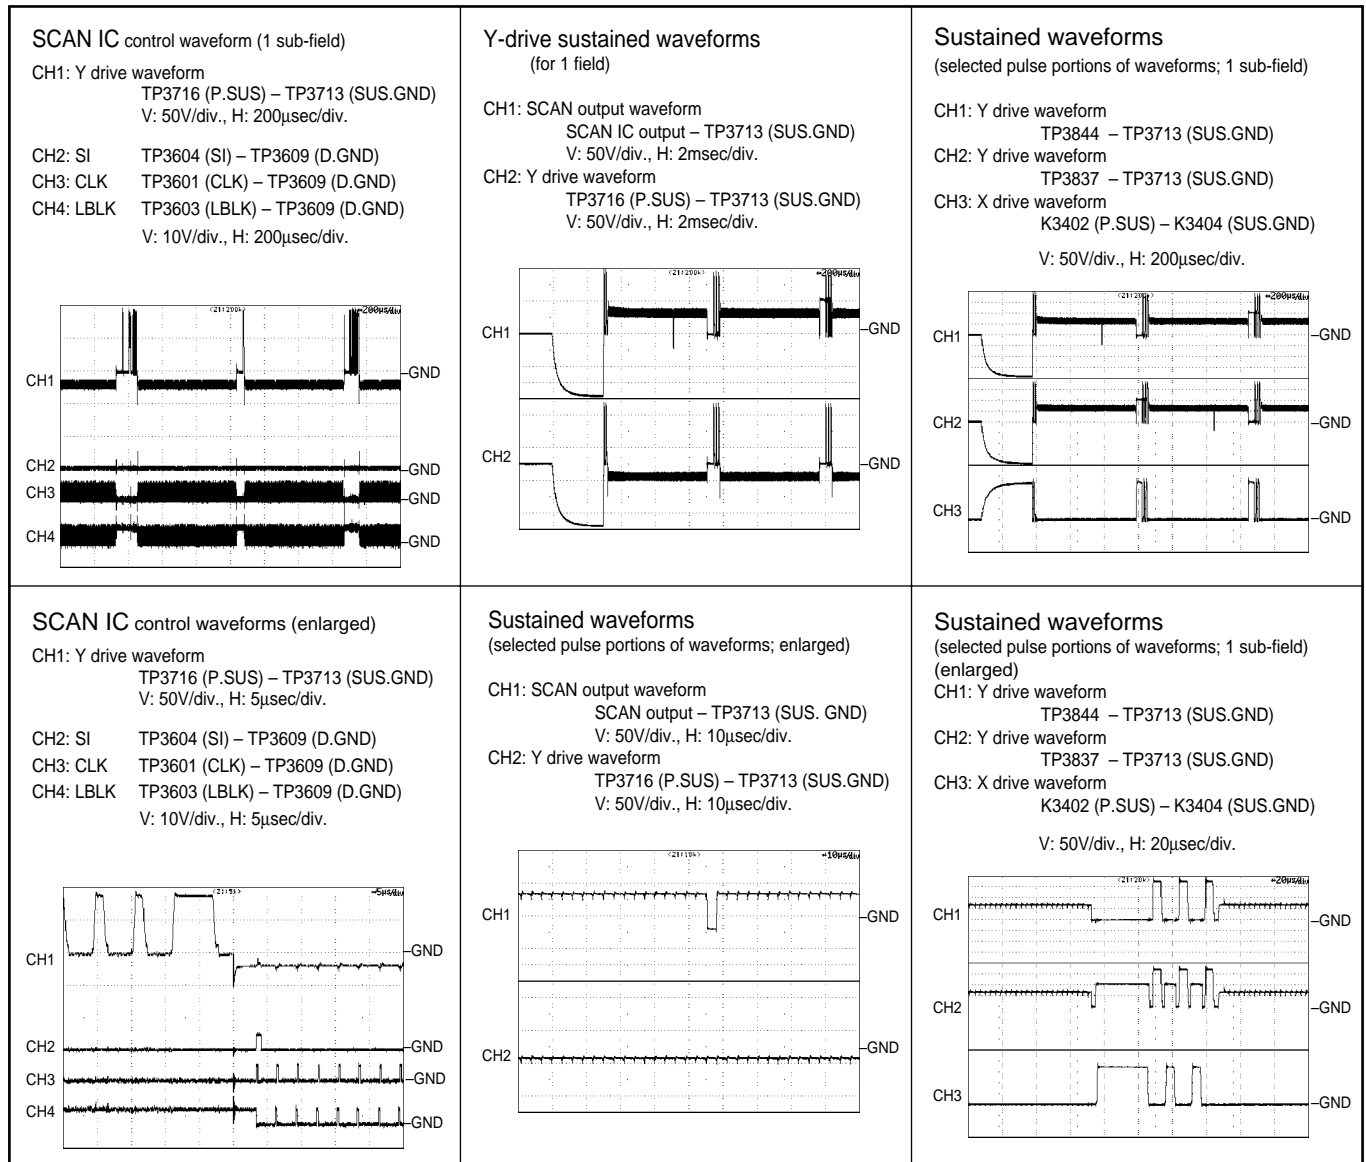 SCAN IC control waveform (1 sub-field)
CH1: Y drive waveform
TP3716 (P.SUS) – TP3713 (SUS.GND)
V: 50V/div., H: 200μsec/div.
CH2: SI TP3604 (SI) – TP3609 (D.GND)
CH3: CLK TP3601 (CLK) – TP3609 (D.GND)
CH4: LBLK TP3603 (LBLK) – TP3609 (D.GND)
V: 10V/div., H: 200μsec/div.
CH1
–GND
CH2
–GND
CH3
–GND
CH4
–GND
Y-drive sustained waveforms
(for 1 field)
CH1: SCAN output waveform
SCAN IC output – TP3713 (SUS.GND)
V: 50V/div., H: 2msec/div.
CH2: Y drive waveform
TP3716 (P.SUS) – TP3713 (SUS.GND)
V: 50V/div., H: 2msec/div.
CH1
–GND
CH2
–GND
Sustained waveforms
(selected pulse portions of waveforms; 1 sub-field)
CH1: Y drive waveform
TP3844 – TP3713 (SUS.GND)
CH2: Y drive waveform
TP3837 – TP3713 (SUS.GND)
CH3: X drive waveform
K3402 (P.SUS) – K3404 (SUS.GND)
V: 50V/div., H: 200μsec/div.
CH1
–GND
CH2
–GND
CH3
–GND
SCAN IC control waveforms (enlarged)
CH1: Y drive waveform
TP3716 (P.SUS) – TP3713 (SUS.GND)
V: 50V/div., H: 5μsec/div.
CH2: SI TP3604 (SI) – TP3609 (D.GND)
CH3: CLK TP3601 (CLK) – TP3609 (D.GND)
CH4: LBLK TP3603 (LBLK) – TP3609 (D.GND)
V: 10V/div., H: 5μsec/div.
CH1
–GND
CH2
–GND
CH3
–GND
CH4
–GND
Sustained waveforms
(selected pulse portions of waveforms; enlarged)
CH1: SCAN output waveform
SCAN output – TP3713 (SUS. GND)
V: 50V/div., H: 10μsec/div.
CH2: Y drive waveform
TP3716 (P.SUS) – TP3713 (SUS.GND)
V: 50V/div., H: 10μsec/div.
CH1
–GND
CH2
–GND
Sustained waveforms
(selected pulse portions of waveforms; 1 sub-field)
(enlarged)
CH1: Y drive waveform
TP3844 – TP3713 (SUS.GND)
CH2: Y drive waveform
TP3837 – TP3713 (SUS.GND)
CH3: X drive waveform
K3402 (P.SUS) – K3404 (SUS.GND)
V: 50V/div., H: 20μsec/div.
CH1
–GND
CH2
–GND
CH3
–GND